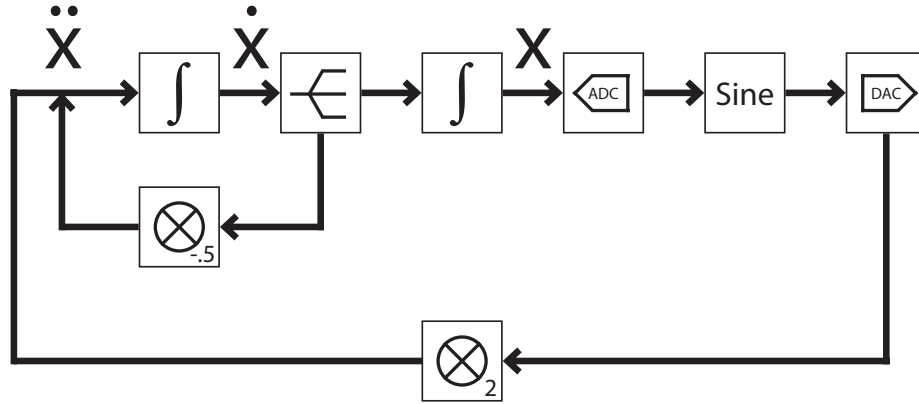 Ẍ Ẋ X
∫ ∫ ADC Sine DAC
-.5
2